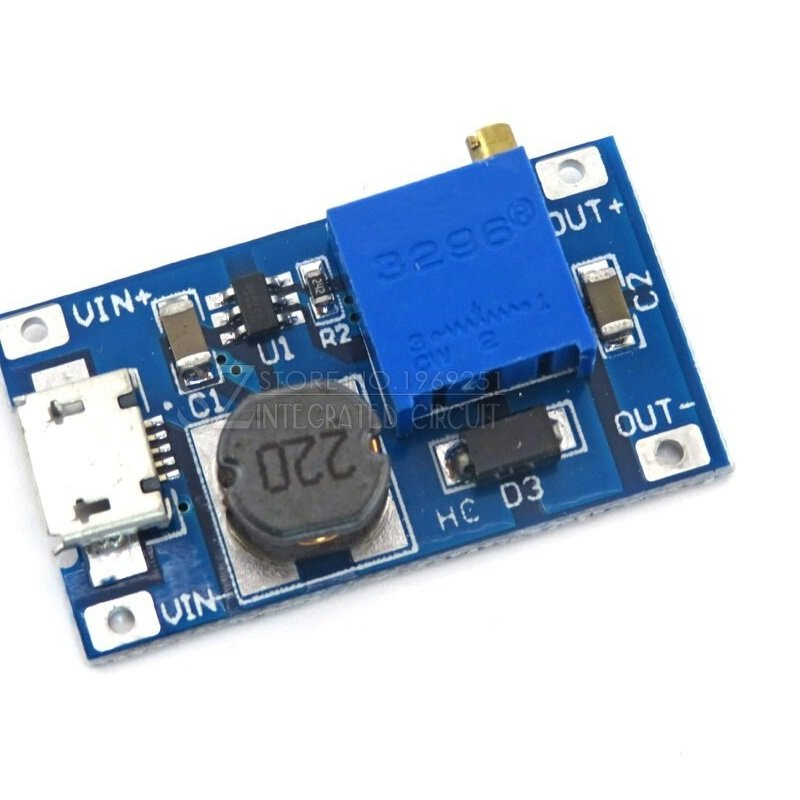 OUT+
VIN+
3296®
C2
U1
R2
3 1
CW 2
C1
STORE NO.1969251
INTEGRATED CIRCUIT
220
OUT-
HC D3
VIN-